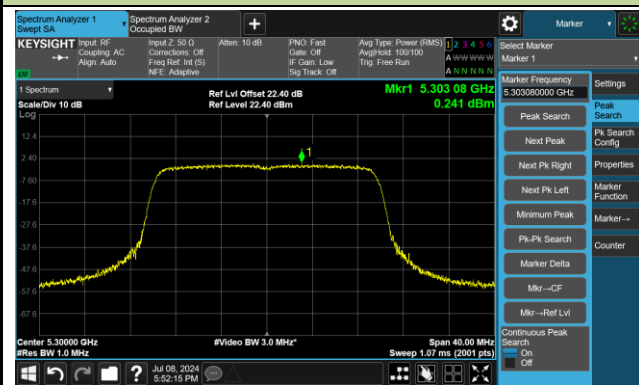 Spectrum Analyzer 1
Swept SA
Spectrum Analyzer 2
Occupied BW
+
Marker
KEYSIGHT
Input: RF
Coupling: AC
Align: Auto
Input Z: 50 Ω
Corrections: Off
Freq Ref: Int (S)
NFE: Adaptive
Atten: 10 dB
PNO: Fast
Gate: Off
IF Gain: Low
Sig Track: Off
Avg Type: Power (RMS)
Avg|Hold: 100/100
Trig: Free Run
1 2 3 4 5 6
A W W W W W
A N N N N N
Select Marker
Marker 1
1 Spectrum
Scale/Div 10 dB
Log
Ref Lvl Offset 22.40 dB
Ref Level 22.40 dBm
Mkr1 5.303 08 GHz
0.241 dBm
12.4
2.40
-7.60
-17.6
-27.6
-37.6
-47.6
-57.6
-67.6
1
Center 5.30000 GHz
#Res BW 1.0 MHz
#Video BW 3.0 MHz*
Span 40.00 MHz
Sweep 1.07 ms (2001 pts)
Marker Frequency
5.303080000 GHz
Peak Search
Next Peak
Next Pk Right
Next Pk Left
Minimum Peak
Pk-Pk Search
Marker Delta
Mkr→CF
Mkr→Ref Lvl
Continuous Peak
Search
On
Off
Settings
Peak
Search
Pk Search
Config
Properties
Marker
Function
Marker→
Counter
?
Jul 08, 2024
5:52:15 PM